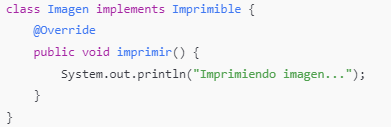 class Imagen implements Imprimible {
    @Override
    public void imprimir() {
        System.out.println("Imprimiendo imagen...");
    }
}